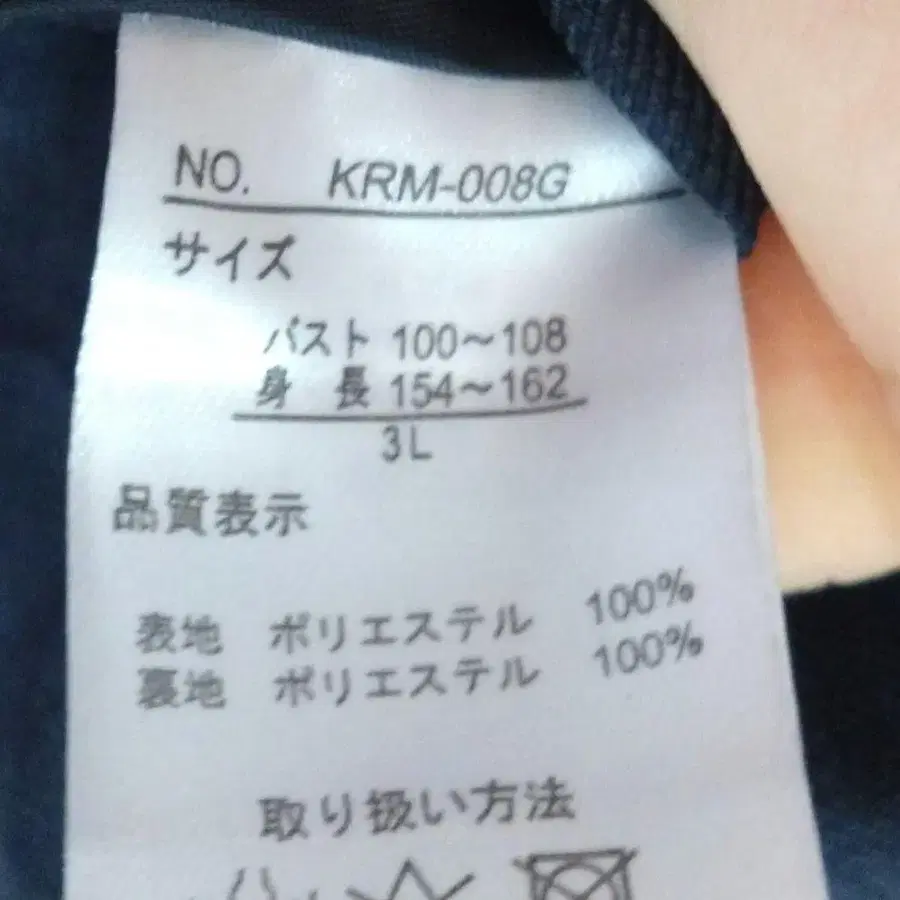 NO. KRM-008G
サイズ
バスト 100～108
身 長 154～162
3L
品質表示
表地 ポリエステル 100%
裏地 ポリエステル 100%
取り扱い方法